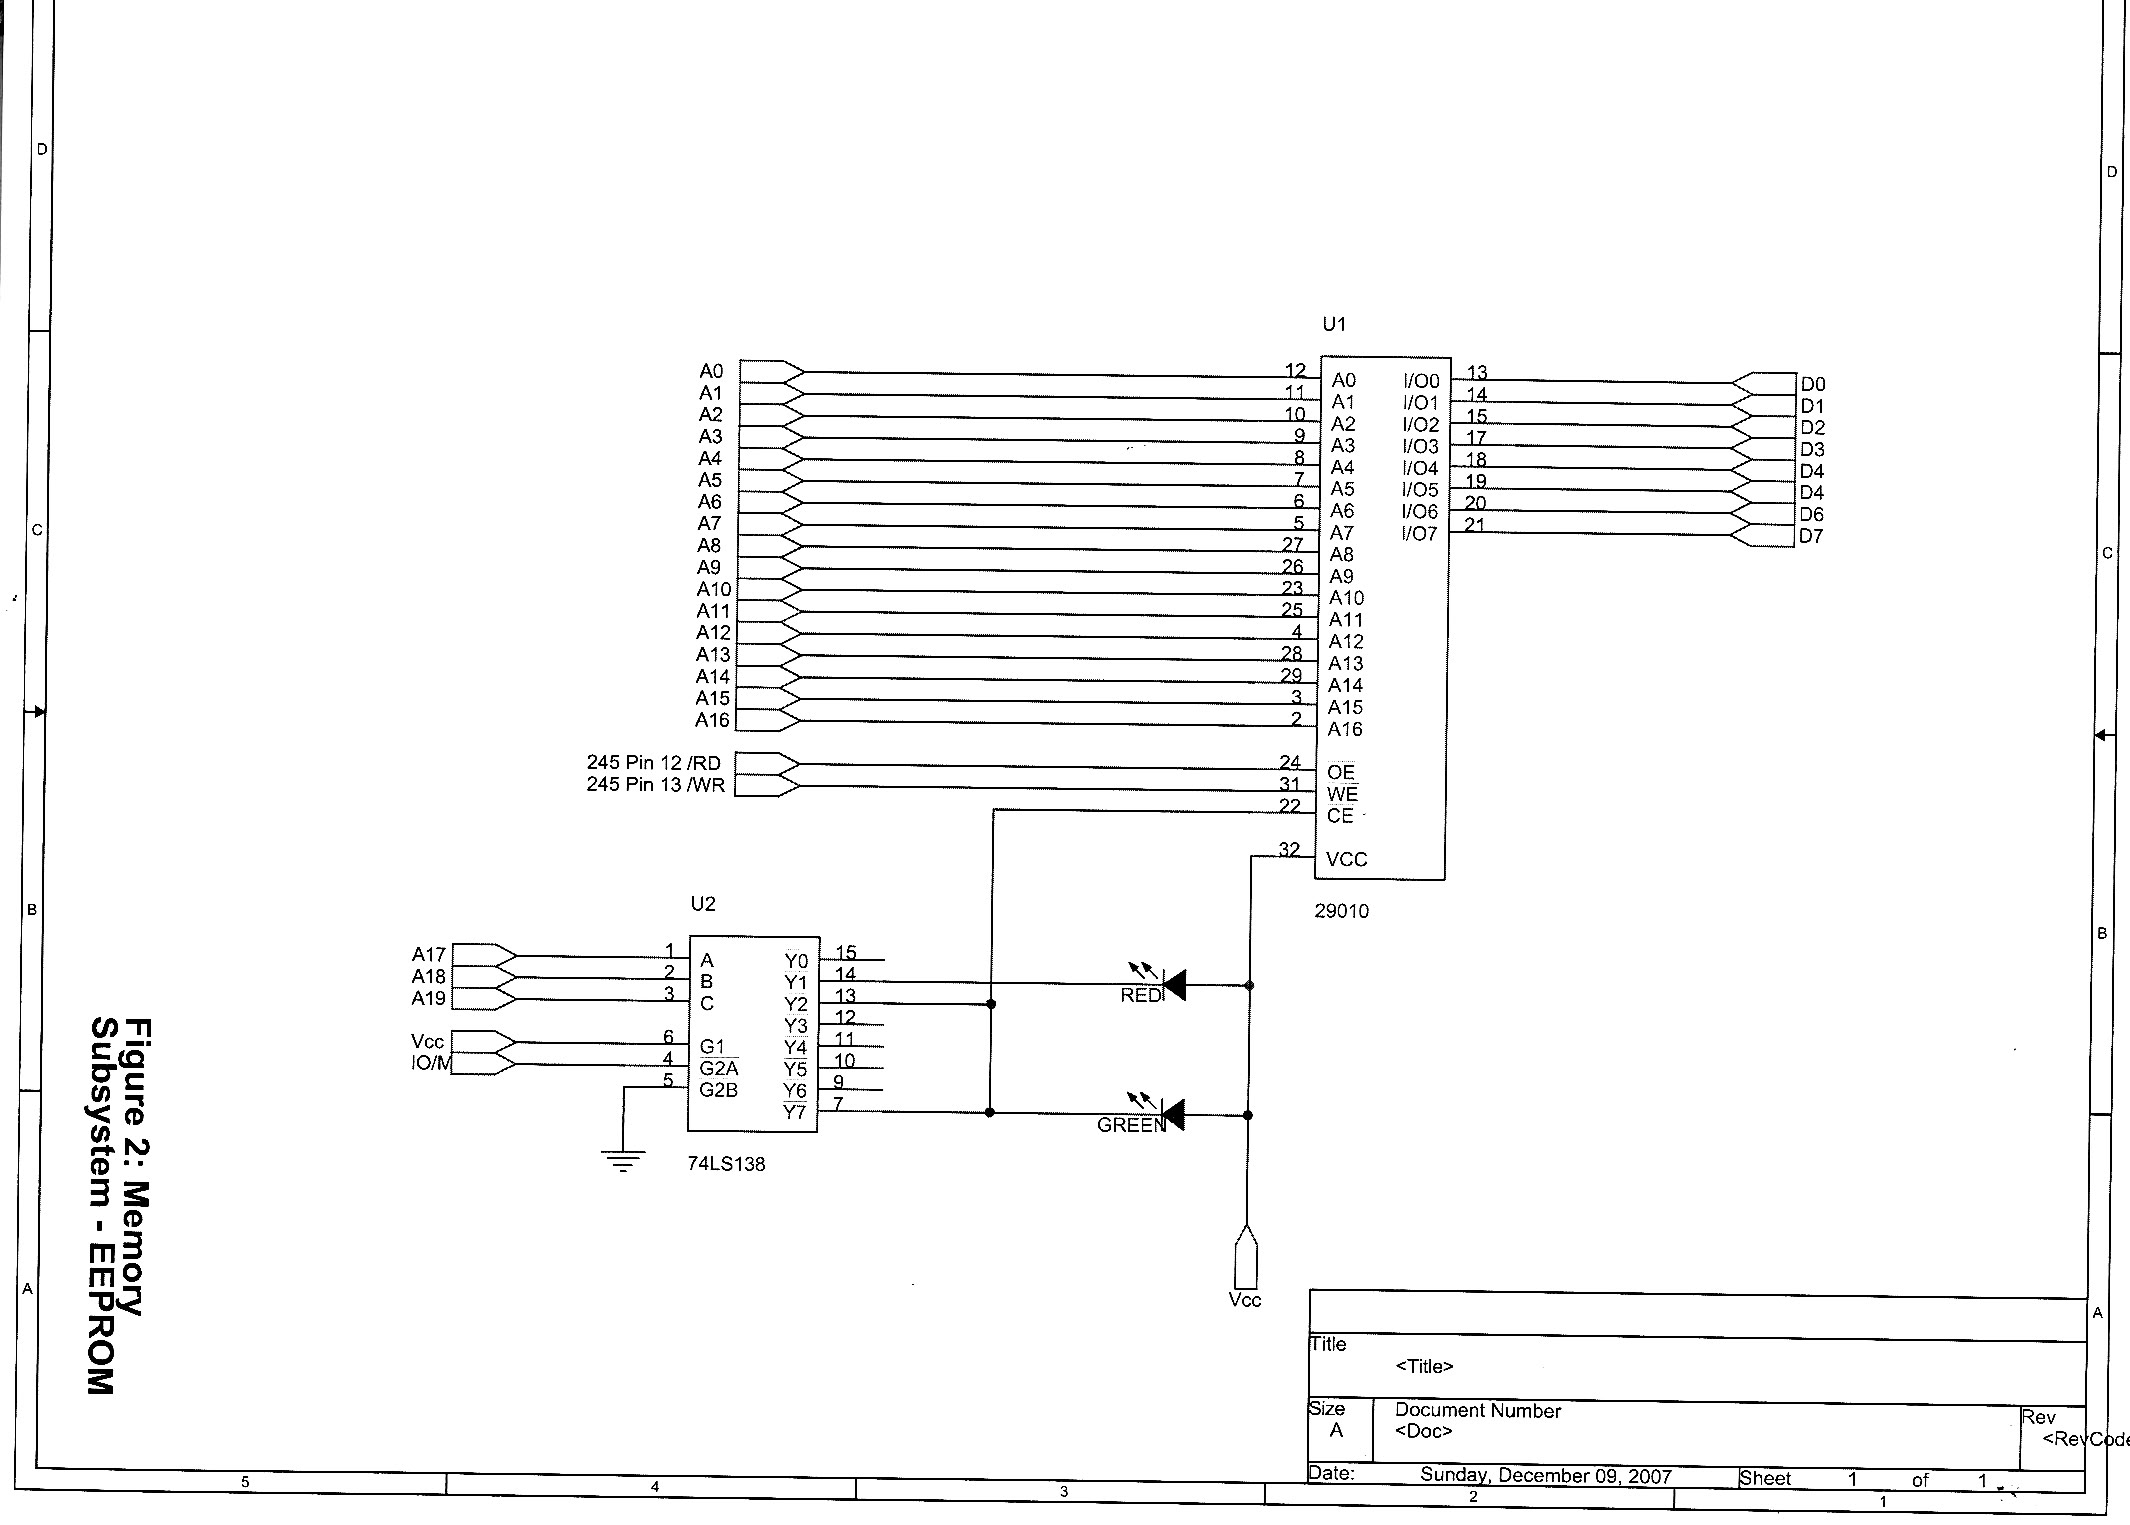 D
D
U1
A0
A1
A2
A3
A4
A5
A6
A7
A8
A9
A10
A11
A12
A13
A14
A15
A16
12
11
10
9
8
7
6
5
27
26
23
25
4
28
29
3
2
A0
A1
A2
A3
A4
A5
A6
A7
A8
A9
A10
A11
A12
A13
A14
A15
A16
I/O0
I/O1
I/O2
I/O3
I/O4
I/O5
I/O6
I/O7
13
14
15
17
18
19
20
21
D0
D1
D2
D3
D4
D4
D6
D7
C
C
245 Pin 12 /RD
245 Pin 13 /WR
24
31
22
32
OE
WE
CE
VCC
29010
B
B
U2
A17
A18
A19
Vcc
IO/M
1
2
3
6
4
5
A
B
C
G1
G2A
G2B
Y0
Y1
Y2
Y3
Y4
Y5
Y6
Y7
15
14
13
12
11
10
9
7
74LS138
RED
GREEN
Vcc
Figure 2: Memory
Subsystem - EEPROM
A
A
Title
<Title>
Size
A
Document Number
<Doc>
Rev
<RevCode
Date:
Sunday, December 09, 2007
Sheet
1
of
1
5
4
3
2
1